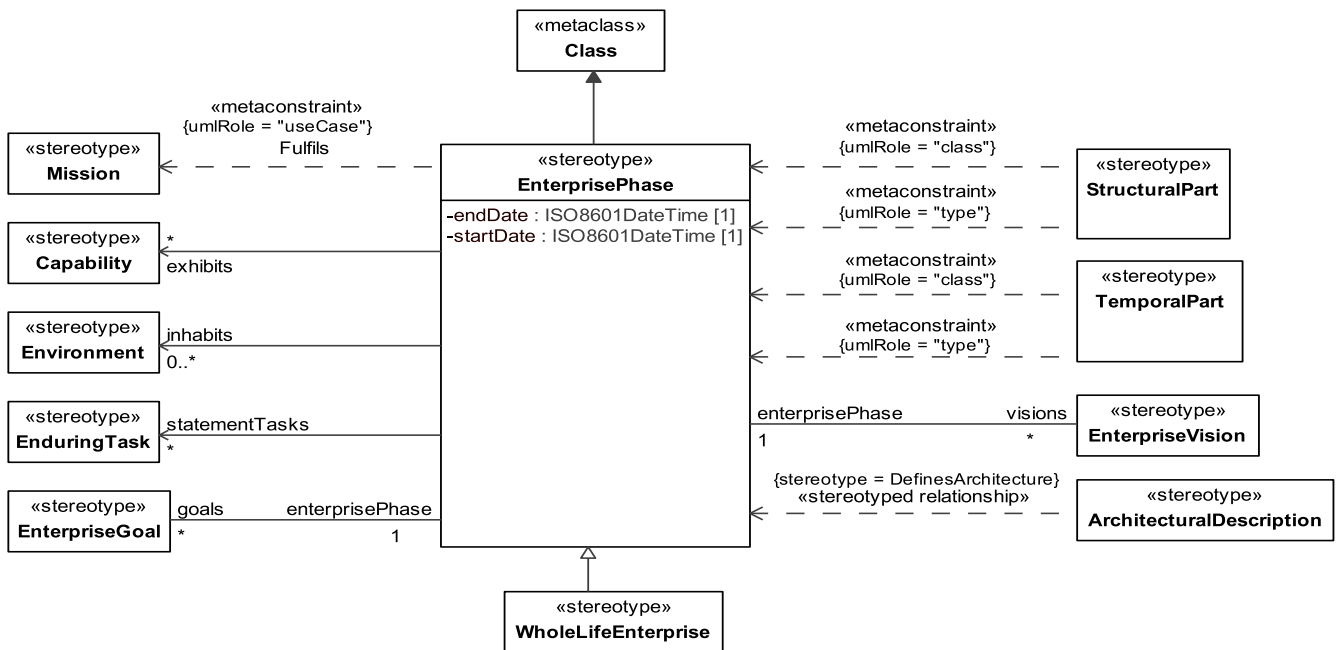 «metaclass»
Class
«metaconstraint»
{umlRole = "useCase"}
Fulfils
«stereotype»
Mission
«stereotype»
Capability
*
exhibits
«stereotype»
Environment
inhabits
0..*
«stereotype»
EnduringTask
statementTasks
*
«stereotype»
EnterpriseGoal
goals
*
enterprisePhase
1
«stereotype»
EnterprisePhase
-endDate : ISO8601DateTime [1]
-startDate : ISO8601DateTime [1]
«metaconstraint»
{umlRole = "class"}
«metaconstraint»
{umlRole = "type"}
«stereotype»
StructuralPart
«metaconstraint»
{umlRole = "class"}
«metaconstraint»
{umlRole = "type"}
«stereotype»
TemporalPart
enterprisePhase
1
visions
*
«stereotype»
EnterpriseVision
{stereotype = DefinesArchitecture}
«stereotyped relationship»
«stereotype»
ArchitecturalDescription
«stereotype»
WholeLifeEnterprise